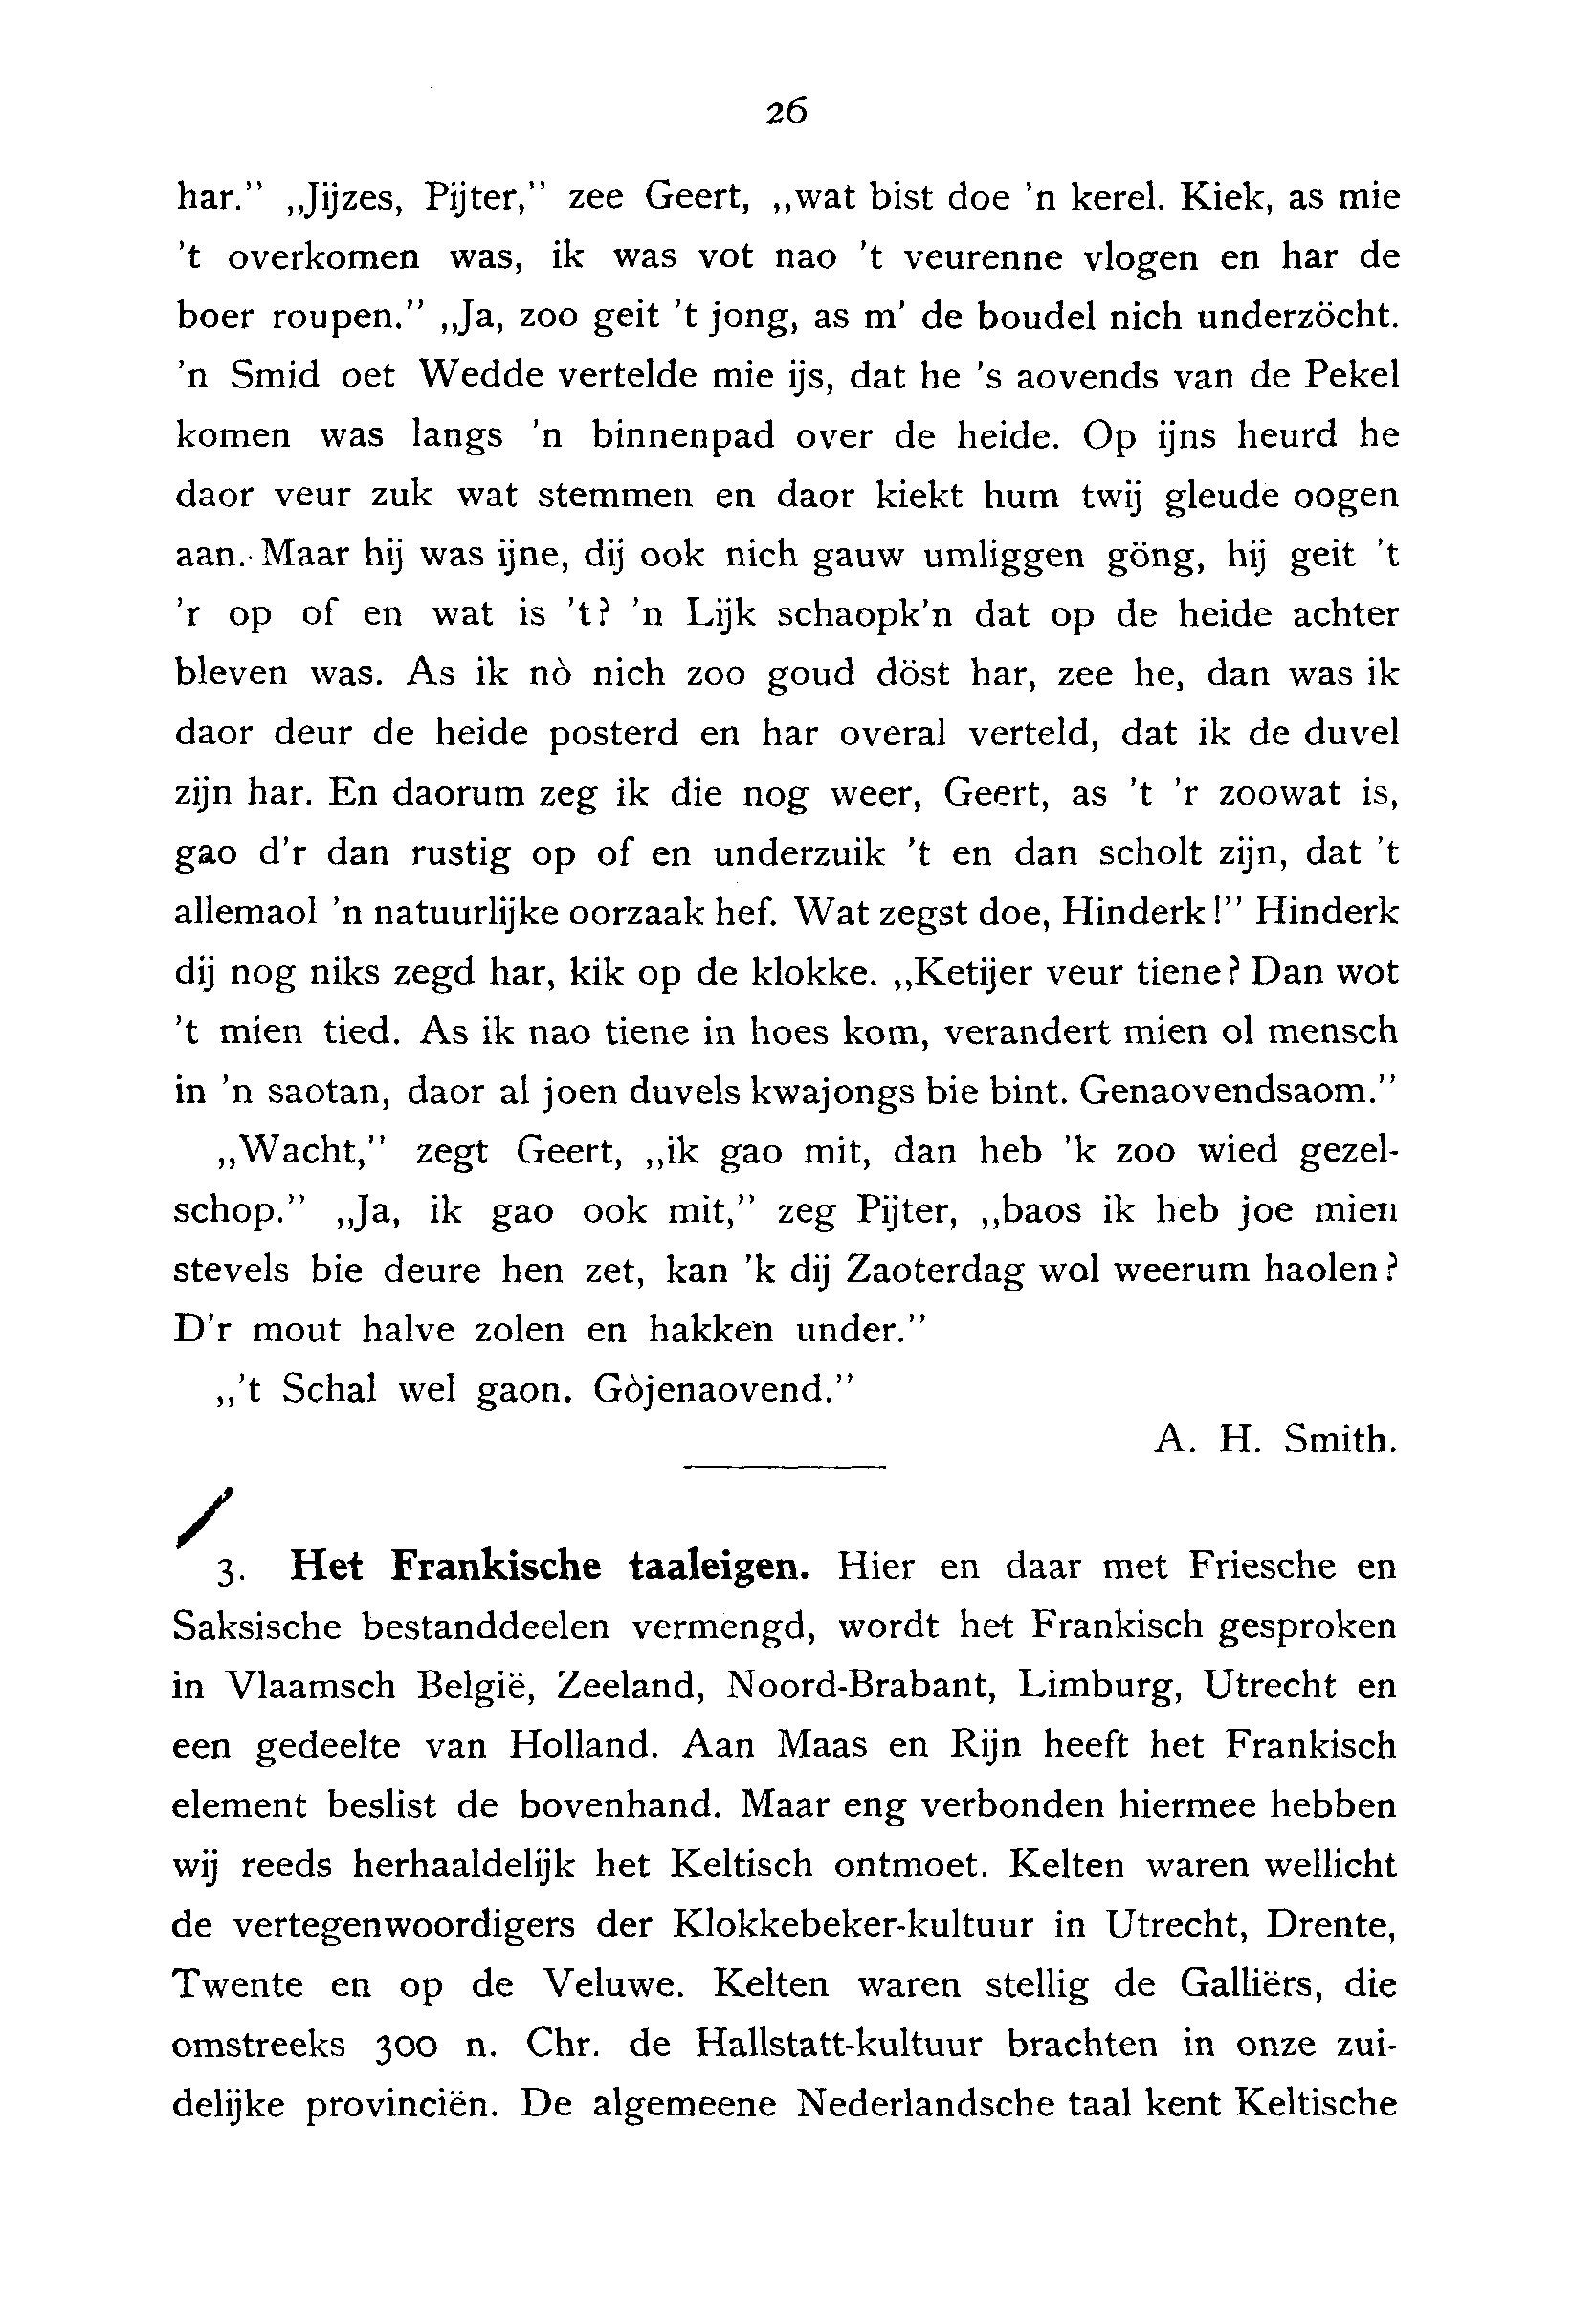 26
har.” „Jijzes, Pijter,” zee Geert, „wat bist doe ’n kerel. Kiek, as mie
’t overkomen was, ik was vot nao ’t veurenne vlogen en har de
boer roupen.” „Ja, zoo geit ’t jong, as m’ de boudel nich underzöcht.
’n Smid oet Wedde vertelde mie ijs, dat he ’s aovends van de Pekel
komen was langs ’n binnenpad over de heide. Op ijns heurd he
daor veur zuk wat stemmen en daor kiekt hum twij gleude oogen
aan. Maar hij was ijne, dij ook nich gauw umliggen göng, hij geit ’t
’r op of en wat is ’t? ’n Lijk schaopk’n dat op de heide achter
bleven was. As ik nò nich zoo goud döst har, zee he, dan was ik
daor deur de heide posterd en har overal verteld, dat ik de duvel
zijn har. En daorum zeg ik die nog weer, Geert, as ’t ’r zoowat is,
gao d’r dan rustig op of en underzuik ’t en dan scholt zijn, dat ’t
allemaol ’n natuurlijke oorzaak hef. Wat zegst doe, Hinderk!” Hinderk
dij nog niks zegd har, kik op de klokke. „Ketijer veur tiene? Dan wot
’t mien tied. As ik nao tiene in hoes kom, verandert mien ol mensch
in ’n saotan, daor al joen duvels kwajongs bie bint. Genaovendsaom.”
„Wacht,” zegt Geert, „ik gao mit, dan heb ’k zoo wied gezel-
schop.” „Ja, ik gao ook mit,” zeg Pijter, „baos ik heb joe mien
stevels bie deure hen zet, kan ’k dij Zaoterdag wol weerum haolen?
D’r mout halve zolen en hakken under.”
„’t Schal wel gaon. Gòjenaovend.”
A. H. Smith.
3. Het Frankische taaleigen. Hier en daar met Friesche en
Saksische bestanddeelen vermengd, wordt het Frankisch gesproken
in Vlaamsch België, Zeeland, Noord-Brabant, Limburg, Utrecht en
een gedeelte van Holland. Aan Maas en Rijn heeft het Frankisch
element beslist de bovenhand. Maar eng verbonden hiermee hebben
wij reeds herhaaldelijk het Keltisch ontmoet. Kelten waren wellicht
de vertegenwoordigers der Klokkebeker-kultuur in Utrecht, Drente,
Twente en op de Veluwe. Kelten waren stellig de Galliërs, die
omstreeks 300 n. Chr. de Hallstatt-kultuur brachten in onze zui-
delijke provinciën. De algemeene Nederlandsche taal kent Keltische